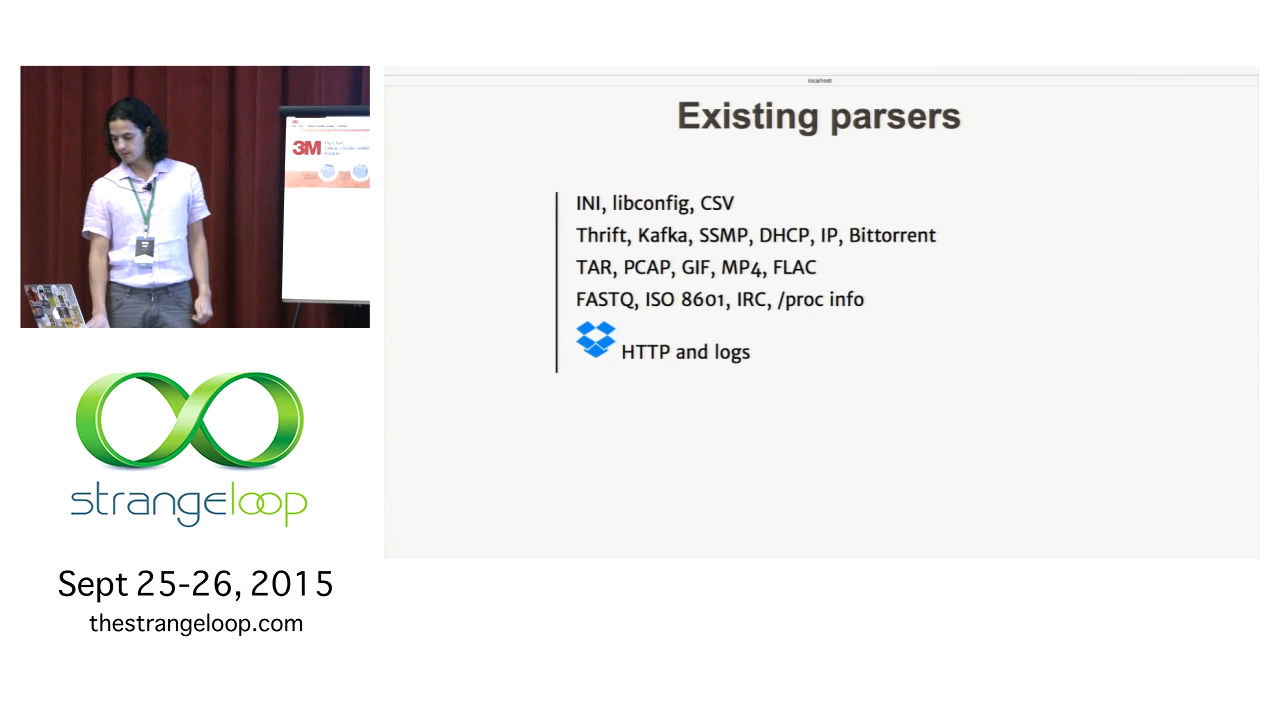 localhost
Existing parsers
INI, libconfig, CSV
Thrift, Kafka, SSMP, DHCP, IP, Bittorrent
TAR, PCAP, GIF, MP4, FLAC
FASTQ, ISO 8601, IRC, /proc info
HTTP and logs
3M
strangeloop
Sept 25-26, 2015
thestrangeloop.com